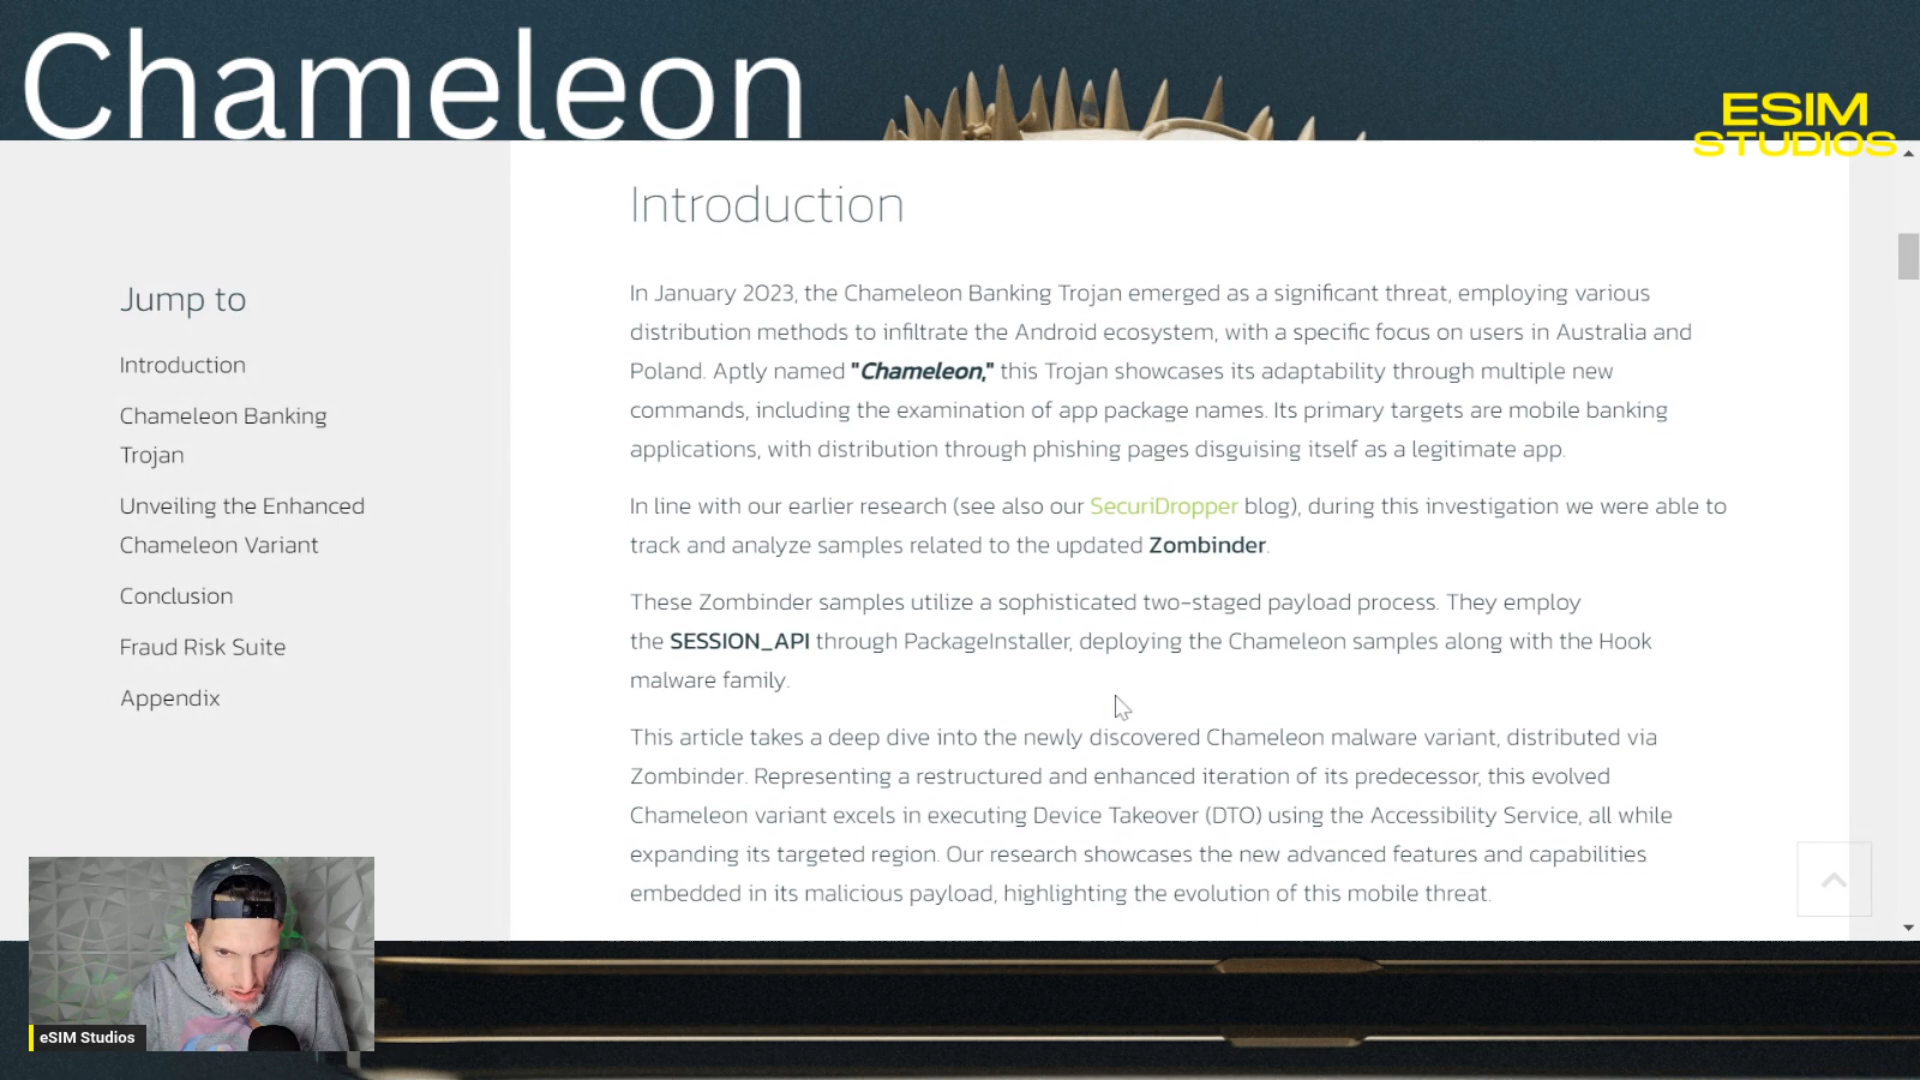 Chameleon
ESIM
STUDIOS
Introduction
Jump to
Introduction
Chameleon Banking
Trojan
Unveiling the Enhanced
Chameleon Variant
Conclusion
Fraud Risk Suite
Appendix
In January 2023, the Chameleon Banking Trojan emerged as a significant threat, employing various
distribution methods to infiltrate the Android ecosystem, with a specific focus on users in Australia and
Poland. Aptly named "Chameleon," this Trojan showcases its adaptability through multiple new
commands, including the examination of app package names. Its primary targets are mobile banking
applications, with distribution through phishing pages disguising itself as a legitimate app.
In line with our earlier research (see also our SecuriDropper blog), during this investigation we were able to
track and analyze samples related to the updated Zombinder.
These Zombinder samples utilize a sophisticated two-staged payload process. They employ
the SESSION_API through PackageInstaller, deploying the Chameleon samples along with the Hook
malware family.
This article takes a deep dive into the newly discovered Chameleon malware variant, distributed via
Zombinder. Representing a restructured and enhanced iteration of its predecessor, this evolved
Chameleon variant excels in executing Device Takeover (DTO) using the Accessibility Service, all while
expanding its targeted region. Our research showcases the new advanced features and capabilities
embedded in its malicious payload, highlighting the evolution of this mobile threat.
eSIM Studios